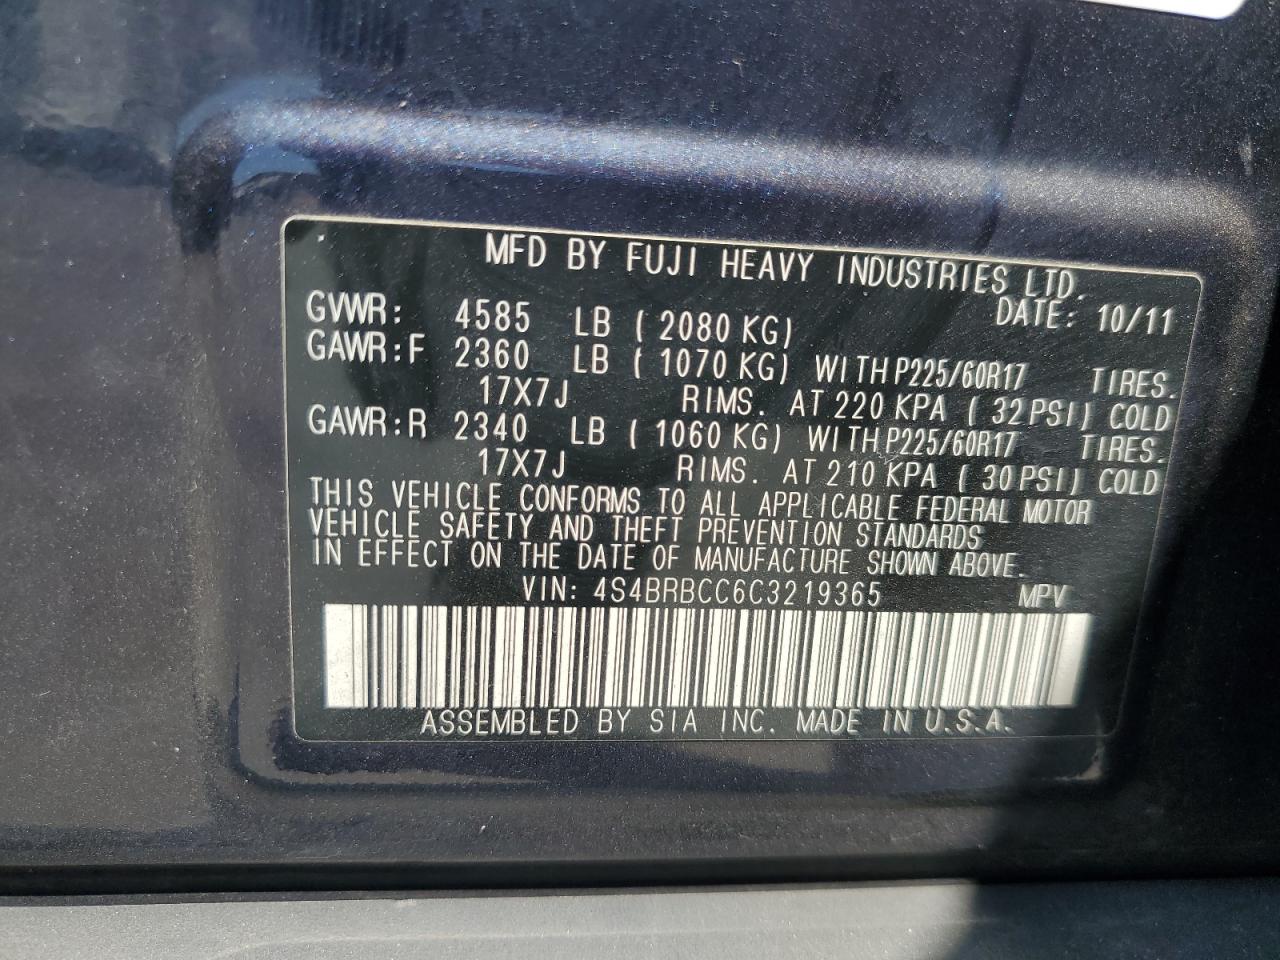 MFD BY FUJI HEAVY INDUSTRIES LTD.
DATE: 10/11
GVWR: 4585 LB ( 2080 KG)
GAWR:F 2360 LB ( 1070 KG) WITH P225/60R17 TIRES.
17X7J RIMS. AT 220 KPA ( 32 PSI) COLD
GAWR:R 2340 LB ( 1060 KG) WITH P225/60R17 TIRES.
17X7J RIMS. AT 210 KPA ( 30 PSI) COLD
THIS VEHICLE CONFORMS TO ALL APPLICABLE FEDERAL MOTOR
VEHICLE SAFETY AND THEFT PREVENTION STANDARDS
IN EFFECT ON THE DATE OF MANUFACTURE SHOWN ABOVE.
VIN: 4S4BRBCC6C3219365 MPV
ASSEMBLED BY SIA INC. MADE IN U.S.A.